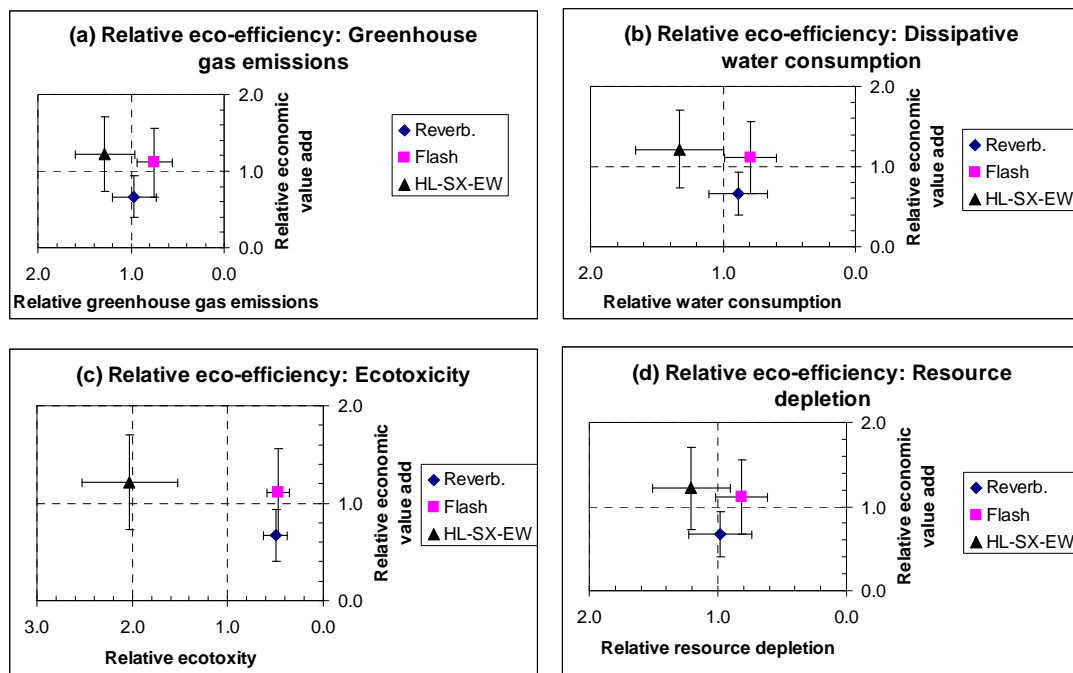 (a) Relative eco-efficiency: Greenhouse
gas emissions
2.0
1.0
0.0
Relative economic
value add
2.0
1.0
0.0
Relative greenhouse gas emissions
Reverb.
Flash
HL-SX-EW
(b) Relative eco-efficiency: Dissipative
water consumption
2.0
1.0
0.0
Relative economic
value add
2.0
1.0
0.0
Relative water consumption
Reverb.
Flash
HL-SX-EW
(c) Relative eco-efficiency: Ecotoxicity
2.0
1.0
0.0
Relative economic
value add
3.0
2.0
1.0
0.0
Relative ecotoxity
Reverb.
Flash
HL-SX-EW
(d) Relative eco-efficiency: Resource
depletion
2.0
1.0
0.0
Relative economic
value add
2.0
1.0
0.0
Relative resource depletion
Reverb.
Flash
HL-SX-EW